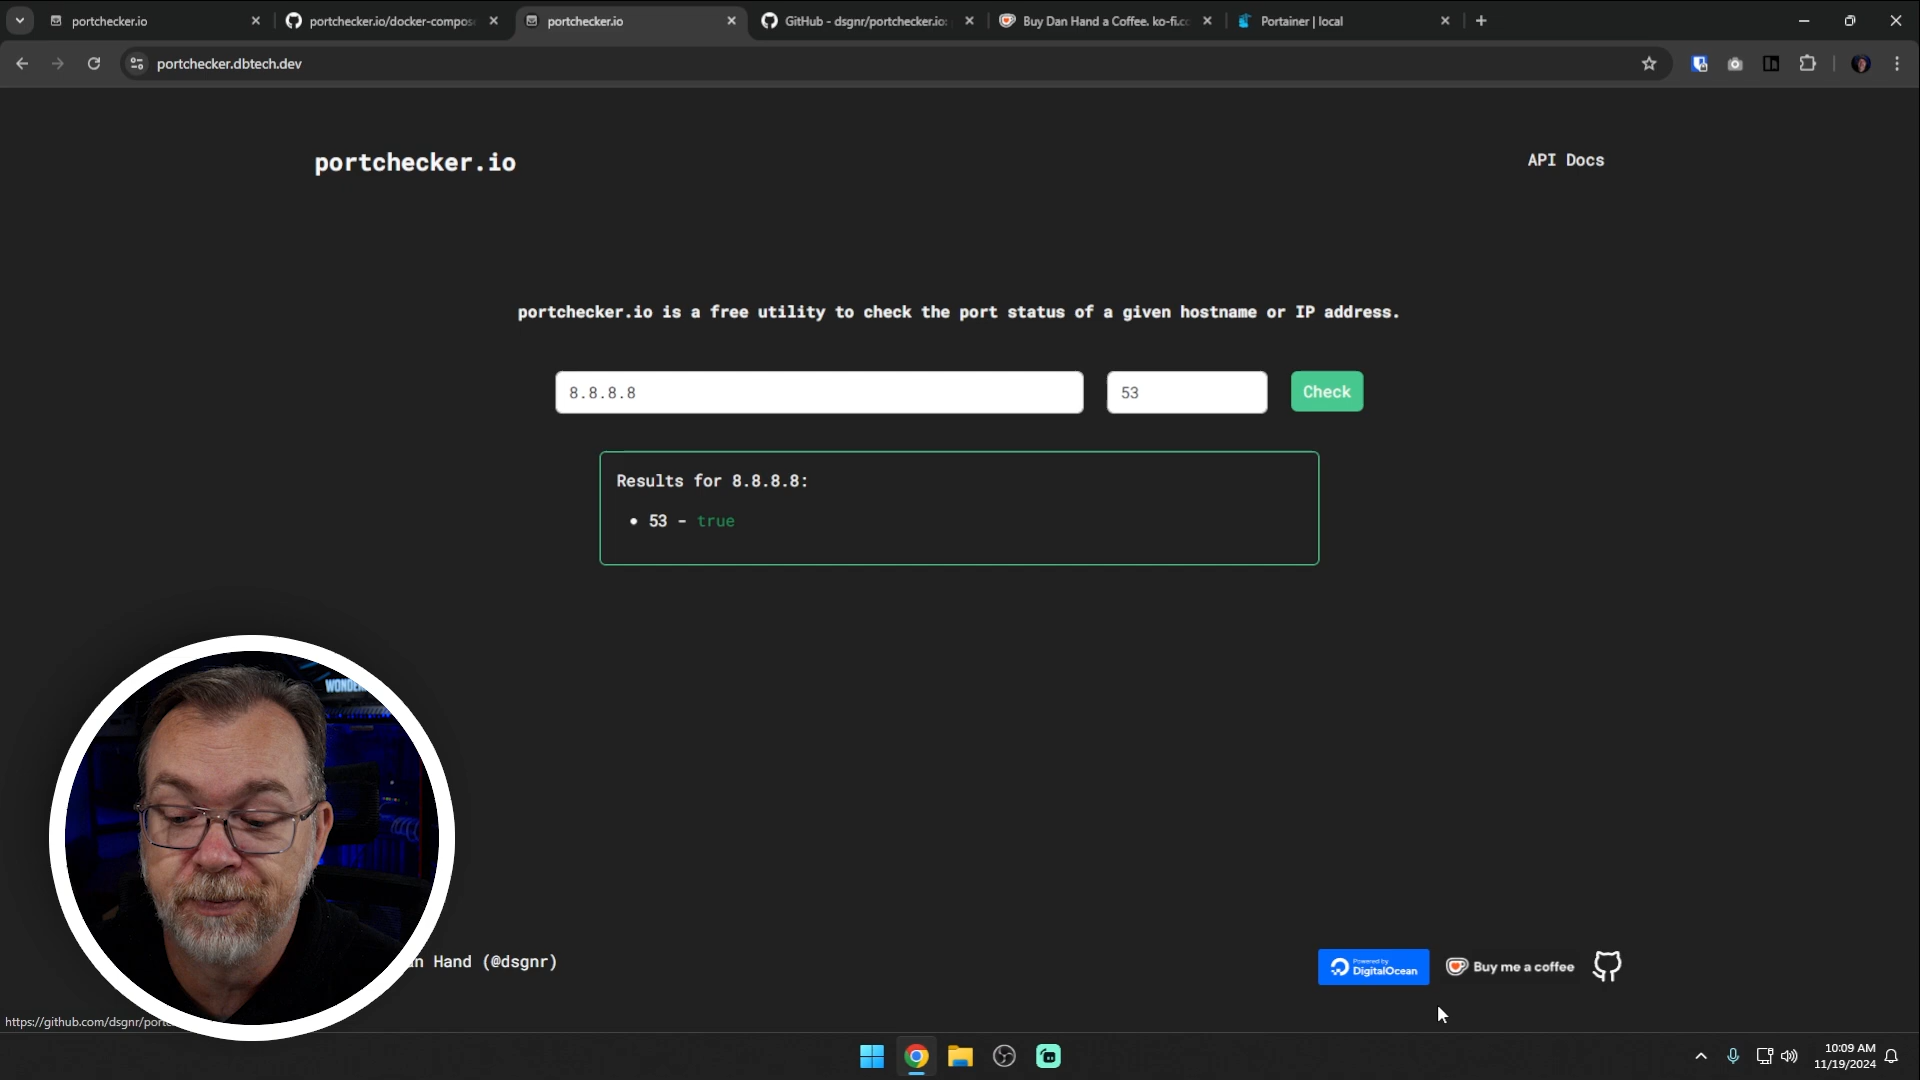 portchecker.io
portchecker.io/docker-compos
portchecker.io
GitHub - dsgnr/portchecker.io:
Buy Dan Hand a Coffee. ko-fi.co
Portainer | local
portchecker.dbtech.dev
portchecker.io
API Docs
portchecker.io is a free utility to check the port status of a given hostname or IP address.
8.8.8.8
53
Check
Results for 8.8.8.8:
• 53 - true
Hand (@dsgnr)
Powered by
DigitalOcean
Buy me a coffee
https://github.com/dsgnr/port
10:09 AM
11/19/2024